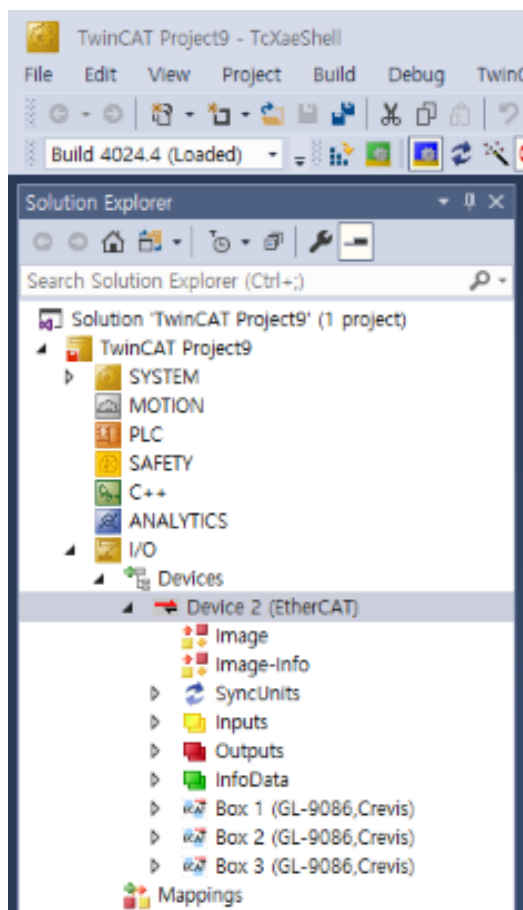 TwinCAT Project9 - TcXaeShell
File Edit View Project Build Debug
Build 4024.4 (Loaded)
Solution Explorer
Search Solution Explorer (Ctrl+;)
Solution 'TwinCAT Project9' (1 project)
TwinCAT Project9
SYSTEM
MOTION
PLC
SAFETY
C++
ANALYTICS
I/O
Devices
Device 2 (EtherCAT)
Image
Image-Info
SyncUnits
Inputs
Outputs
InfoData
Box 1 (GL-9086,Crevis)
Box 2 (GL-9086,Crevis)
Box 3 (GL-9086,Crevis)
Mappings